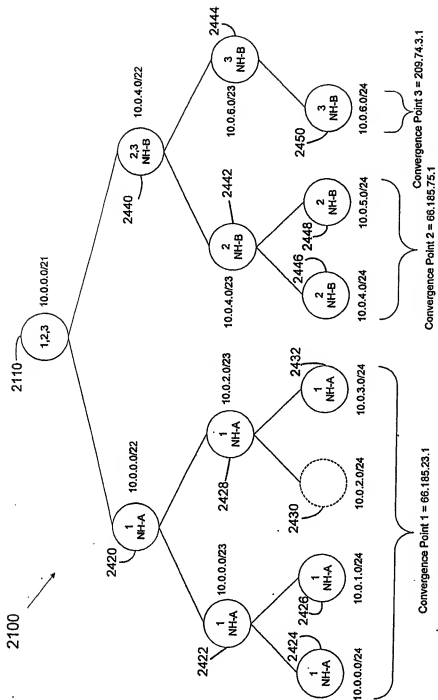 2100
2110
1,2,3
10.0.0.0/21
2420
1
NH-A
10.0.0.0/22
2440
2,3
NH-B
10.0.4.0/22
2422
1
NH-A
10.0.0.0/23
2428
1
NH-A
10.0.2.0/23
10.0.4.0/23
2
NH-B
2442
10.0.6.0/23
3
NH-B
2444
2424
1
NH-A
10.0.0.0/24
2426
1
NH-A
10.0.1.0/24
2430
10.0.2.0/24
2432
1
NH-A
10.0.3.0/24
2446
2
NH-B
10.0.4.0/24
2448
2
NH-B
10.0.5.0/24
2450
3
NH-B
10.0.6.0/24
Convergence Point 1 = 66.185.23.1
Convergence Point 2 = 66.185.75.1
Convergence Point 3 = 209.74.3.1